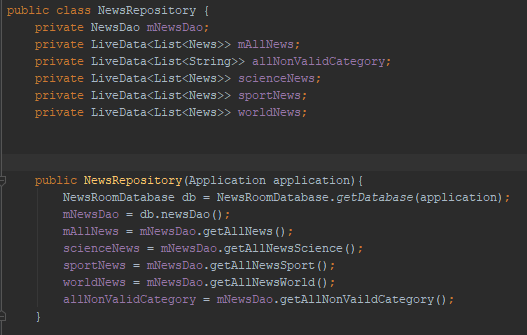 public class NewsRepository {
    private NewsDao mNewsDao;
    private LiveData<List<News>> mAllNews;
    private LiveData<List<String>> allNonValidCategory;
    private LiveData<List<News>> scienceNews;
    private LiveData<List<News>> sportNews;
    private LiveData<List<News>> worldNews;
    public NewsRepository(Application application){
        NewsRoomDatabase db = NewsRoomDatabase.getDatabase(application);
        mNewsDao = db.newsDao();
        mAllNews = mNewsDao.getAllNews();
        scienceNews = mNewsDao.getAllNewsScience();
        sportNews = mNewsDao.getAllNewsSport();
        worldNews = mNewsDao.getAllNewsWorld();
        allNonValidCategory = mNewsDao.getAllNonVaildCategory();
    }